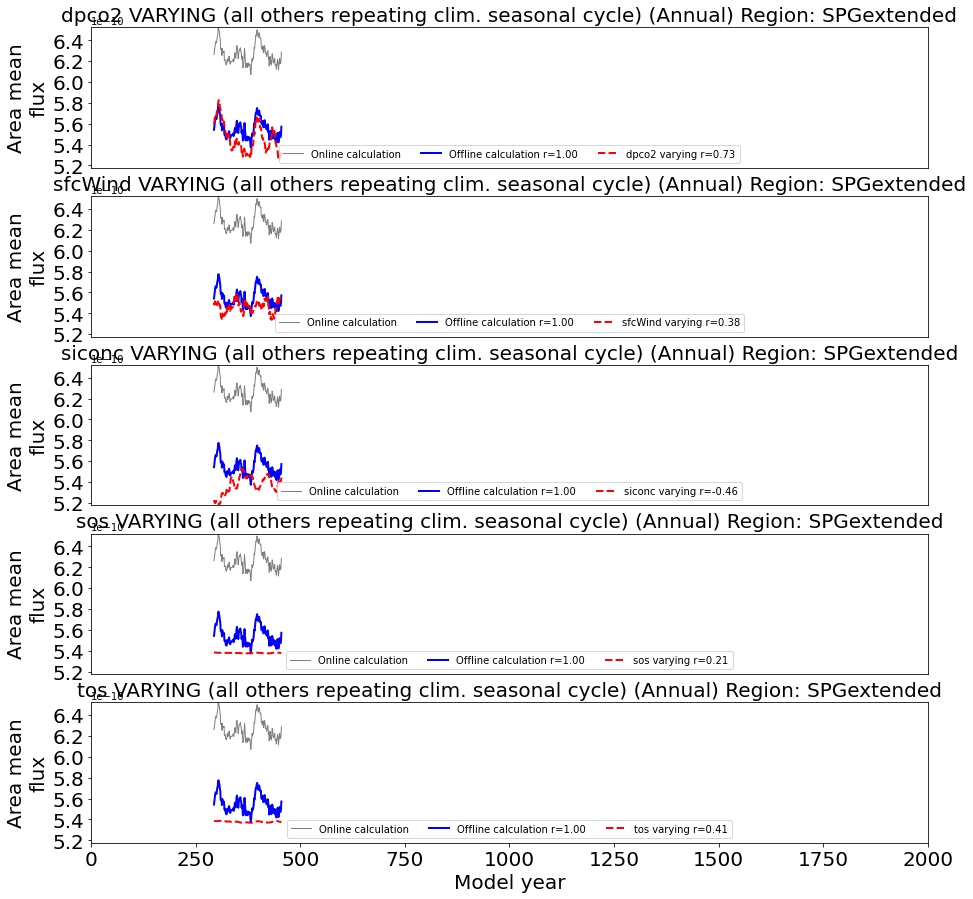 dpco2 VARYING (all others repeating clim. seasonal cycle) (Annual) Region: SPGextended
1e−10
6.4
6.2
6.0
5.8
5.6
5.4
5.2
Area mean
flux
Online calculation
Offline calculation r=1.00
dpco2 varying r=0.73
sfcWind VARYING (all others repeating clim. seasonal cycle) (Annual) Region: SPGextended
1e−10
6.4
6.2
6.0
5.8
5.6
5.4
5.2
Area mean
flux
Online calculation
Offline calculation r=1.00
sfcWind varying r=0.38
siconc VARYING (all others repeating clim. seasonal cycle) (Annual) Region: SPGextended
1e−10
6.4
6.2
6.0
5.8
5.6
5.4
5.2
Area mean
flux
Online calculation
Offline calculation r=1.00
siconc varying r=-0.46
sos VARYING (all others repeating clim. seasonal cycle) (Annual) Region: SPGextended
1e−10
6.4
6.2
6.0
5.8
5.6
5.4
5.2
Area mean
flux
Online calculation
Offline calculation r=1.00
sos varying r=0.21
tos VARYING (all others repeating clim. seasonal cycle) (Annual) Region: SPGextended
1e−10
6.4
6.2
6.0
5.8
5.6
5.4
5.2
Area mean
flux
Online calculation
Offline calculation r=1.00
tos varying r=0.41
0 250 500 750 1000 1250 1500 1750 2000
Model year